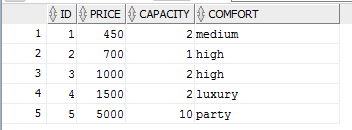 ID PRICE CAPACITY COMFORT
1 1 450 2 medium
2 2 700 1 high
3 3 1000 2 high
4 4 1500 2 luxury
5 5 5000 10 party